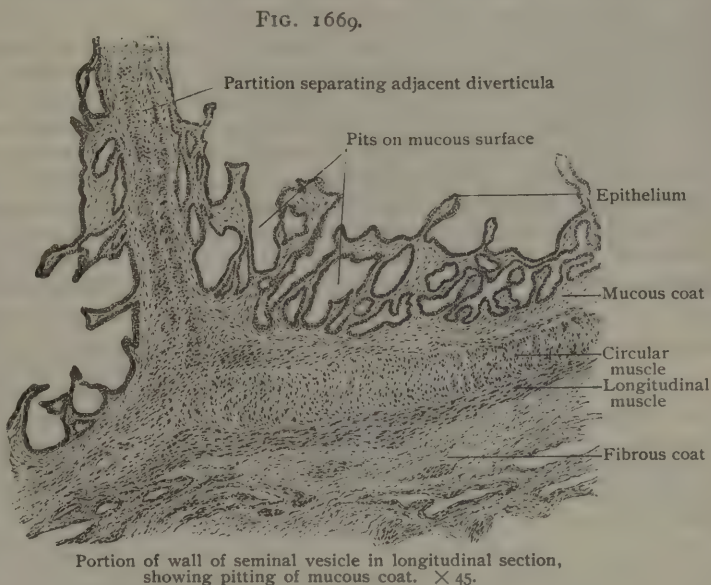 FIG. 1669.
Partition separating adjacent diverticula
Pits on mucous surface
Epithelium
Mucous coat
Circular
muscle
Longitudinal
muscle
Fibrous coat
Portion of wall of seminal vesicle in longitudinal section,
showing pitting of mucous coat. × 45.